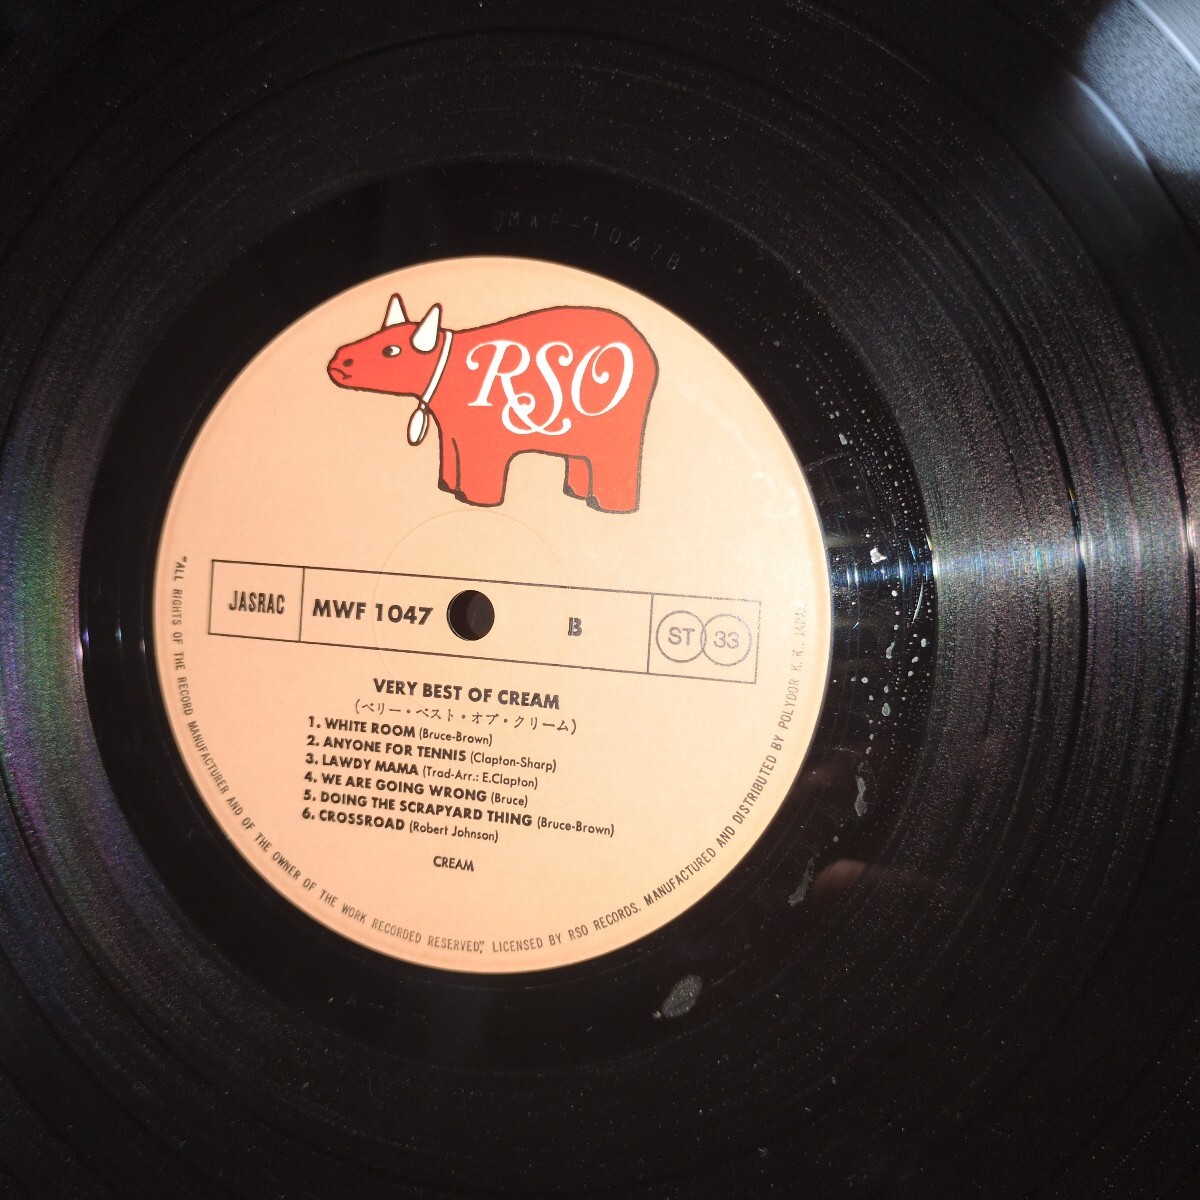 MWF-1047B
RSO
JASRAC
MWF 1047
B
ST 33
VERY BEST OF CREAM
(ベリー・ベスト・オブ・クリーム)
1. WHITE ROOM (Bruce-Brown)
2. ANYONE FOR TENNIS (Clapton-Sharp)
3. LAWDY MAMA (Trad-Arr.: E.Clapton)
4. WE ARE GOING WRONG (Bruce)
5. DOING THE SCRAPYARD THING (Bruce-Brown)
6. CROSSROAD (Robert Johnson)
CREAM
"ALL RIGHTS OF THE RECORD MANUFACTURER AND OF THE OWNER OF THE WORK RECORDED RESERVED", LICENSED BY RSO RECORDS. MANUFACTURED AND DISTRIBUTED BY POLYDOR K. K., JAPAN